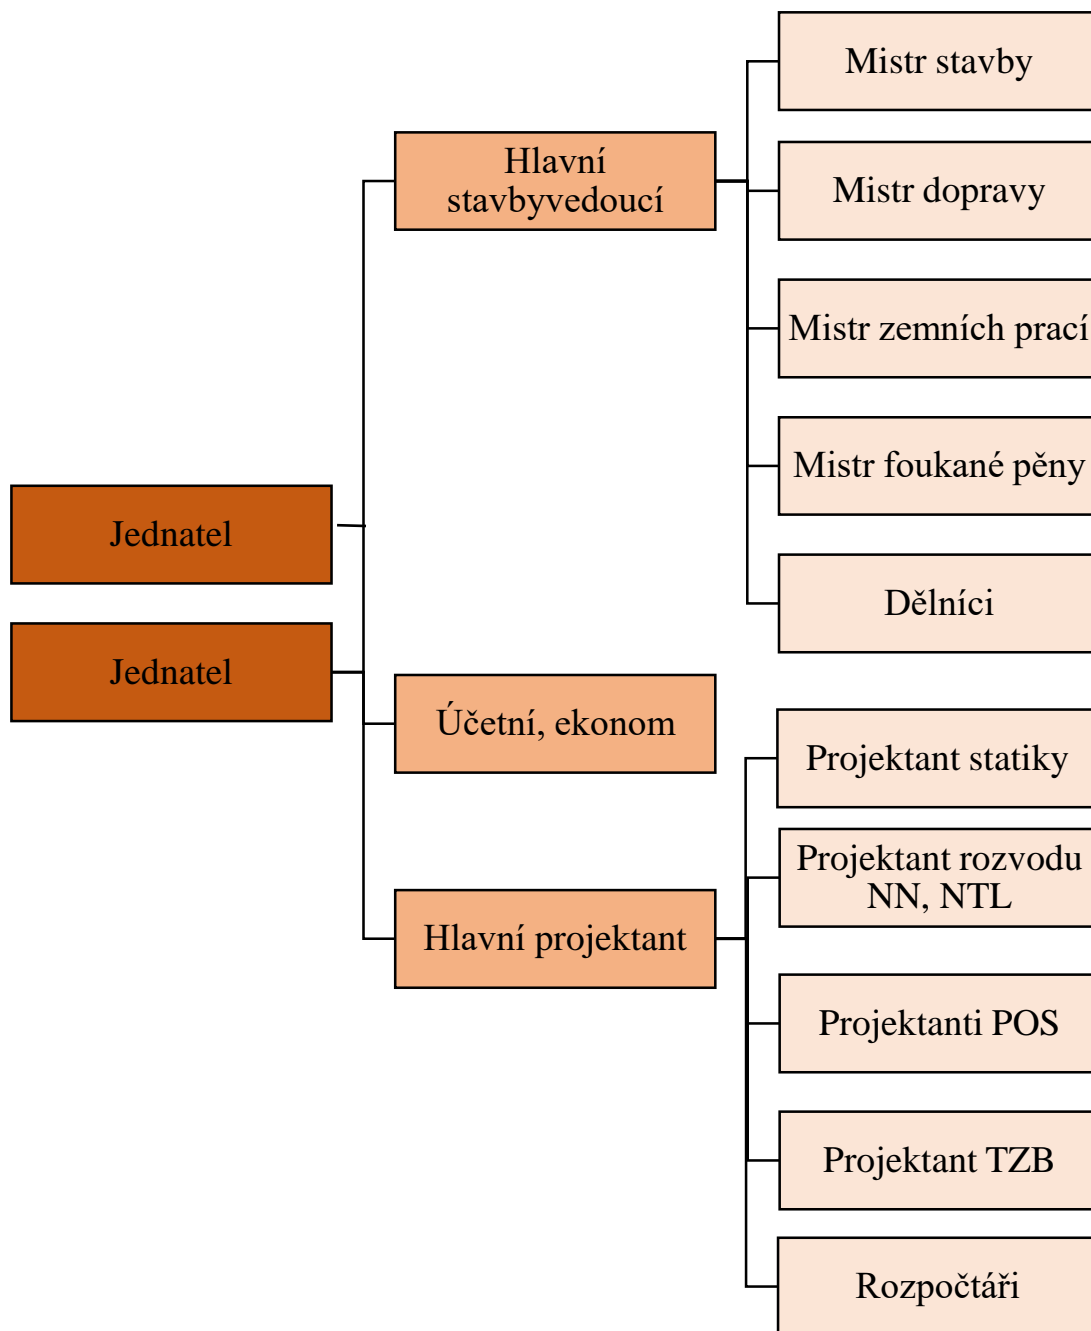 Jednatel
Jednatel
Hlavní
stavbyvedoucí
Účetní, ekonom
Hlavní projektant
Mistr stavby
Mistr dopravy
Mistr zemních prací
Mistr foukané pěny
Dělníci
Projektant statiky
Projektant rozvodu
NN, NTL
Projektanti POS
Projektant TZB
Rozpočtáři